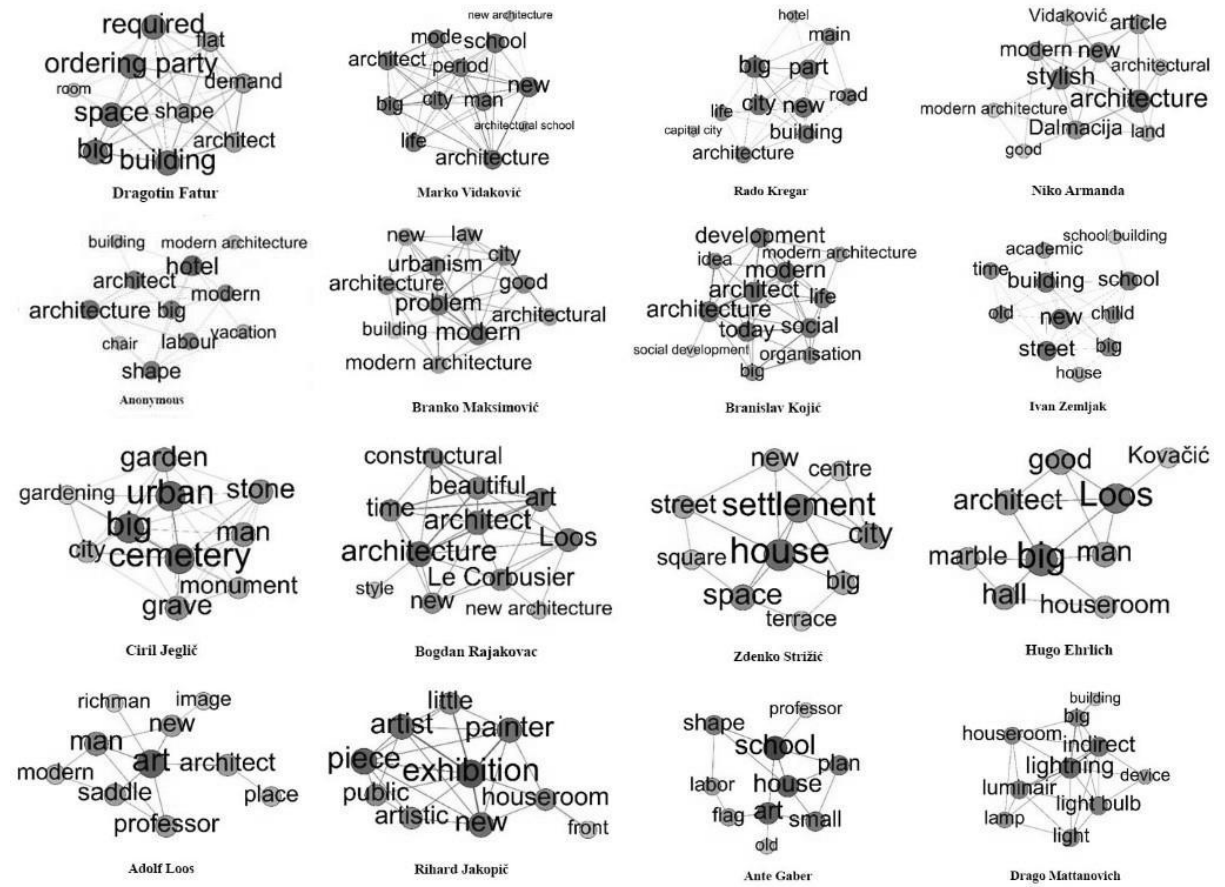 required
flat
ordering party
demand
room
space shape
architect
big
building
Dragotin Fatur
new architecture
mode school
architect period
new
big city man
architectural school
life
architecture
Marko Vidaković
hotel
main
big part
road
life city new
capital city
building
architecture
Rado Kregar
Vidaković
article
modern new
architectural
stylish
architecture
modern architecture
Dalmacija land
good
Niko Armanda
building modern architecture
hotel
architect
modern
architecture big
chair labour vacation
shape
Anonymous
new law
city
urbanism
architecture good
problem
architectural
building
modern
modern architecture
Branko Maksimović
development
idea modern architecture
modern
architect
life
architecture
today social
social development organisation
big
Branislav Kojić
school building
academic
time
building school
old new chilld
street big
house
Ivan Zemljak
garden
gardening urban stone
big
man
city
cemetery
monument
grave
Ciril Jeglič
constructural
beautiful
time art
architect
Loos
architecture
Le Corbusier
style
new new architecture
Bogdan Rajakovac
new centre
street settlement
city
house
square
big
space
terrace
Zdenko Strižić
good Kovačić
architect Loos
marble big man
hall
houseroom
Hugo Ehrlich
richman image
new
man
art architect
modern
saddle place
professor
Adolf Loos
little
artist painter
piece exhibition
public houseroom
artistic new
front
Rihard Jakopič
professor
shape
school
plan
house
labor
art
flag small
old
Ante Gaber
building
big
houseroom
indirect
lightning
device
luminair
light bulb
lamp
light
Drago Mattanovich